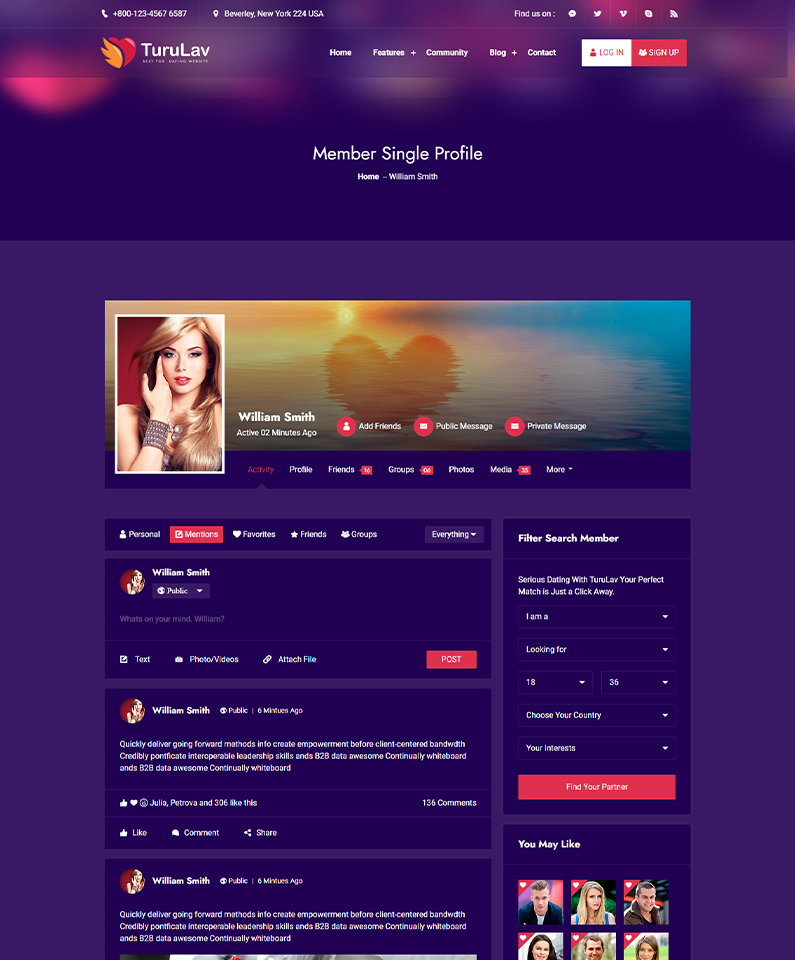 +800-123-4567 6587 Beverley, New York 224 USA Find us on :
TuruLav
BEST FOR DATING WEBSITE
Home Features + Community Blog + Contact LOG IN SIGN UP
Member Single Profile
Home – William Smith
William Smith
Active 02 Minutes Ago
Add Friends Public Message Private Message
Activity Profile Friends 16 Groups 06 Photos Media 35 More
Personal Mentions Favorites Friends Groups Everything
William Smith
Public
Whats on your mind. William?
Text Photo/Videos Attach File POST
William Smith Public | 6 Mintues Ago
Quickly deliver going forward methods info create empowerment before client-centered bandwdth
Credibly pontficate interoperable leadership skills ands B2B data awesome Continually whiteboard
ands B2B data awesome Continually whiteboard
Julia, Petrova and 306 like this 136 Comments
Like Comment Share
William Smith Public | 6 Mintues Ago
Quickly deliver going forward methods info create empowerment before client-centered bandwdth
Credibly pontficate interoperable leadership skills ands B2B data awesome Continually whiteboard
ands B2B data awesome Continually whiteboard
Filter Search Member
Serious Dating With TuruLav Your Perfect
Match is Just a Click Away.
I am a
Looking for
18 36
Choose Your Country
Your Interests
Find Your Partner
You May Like